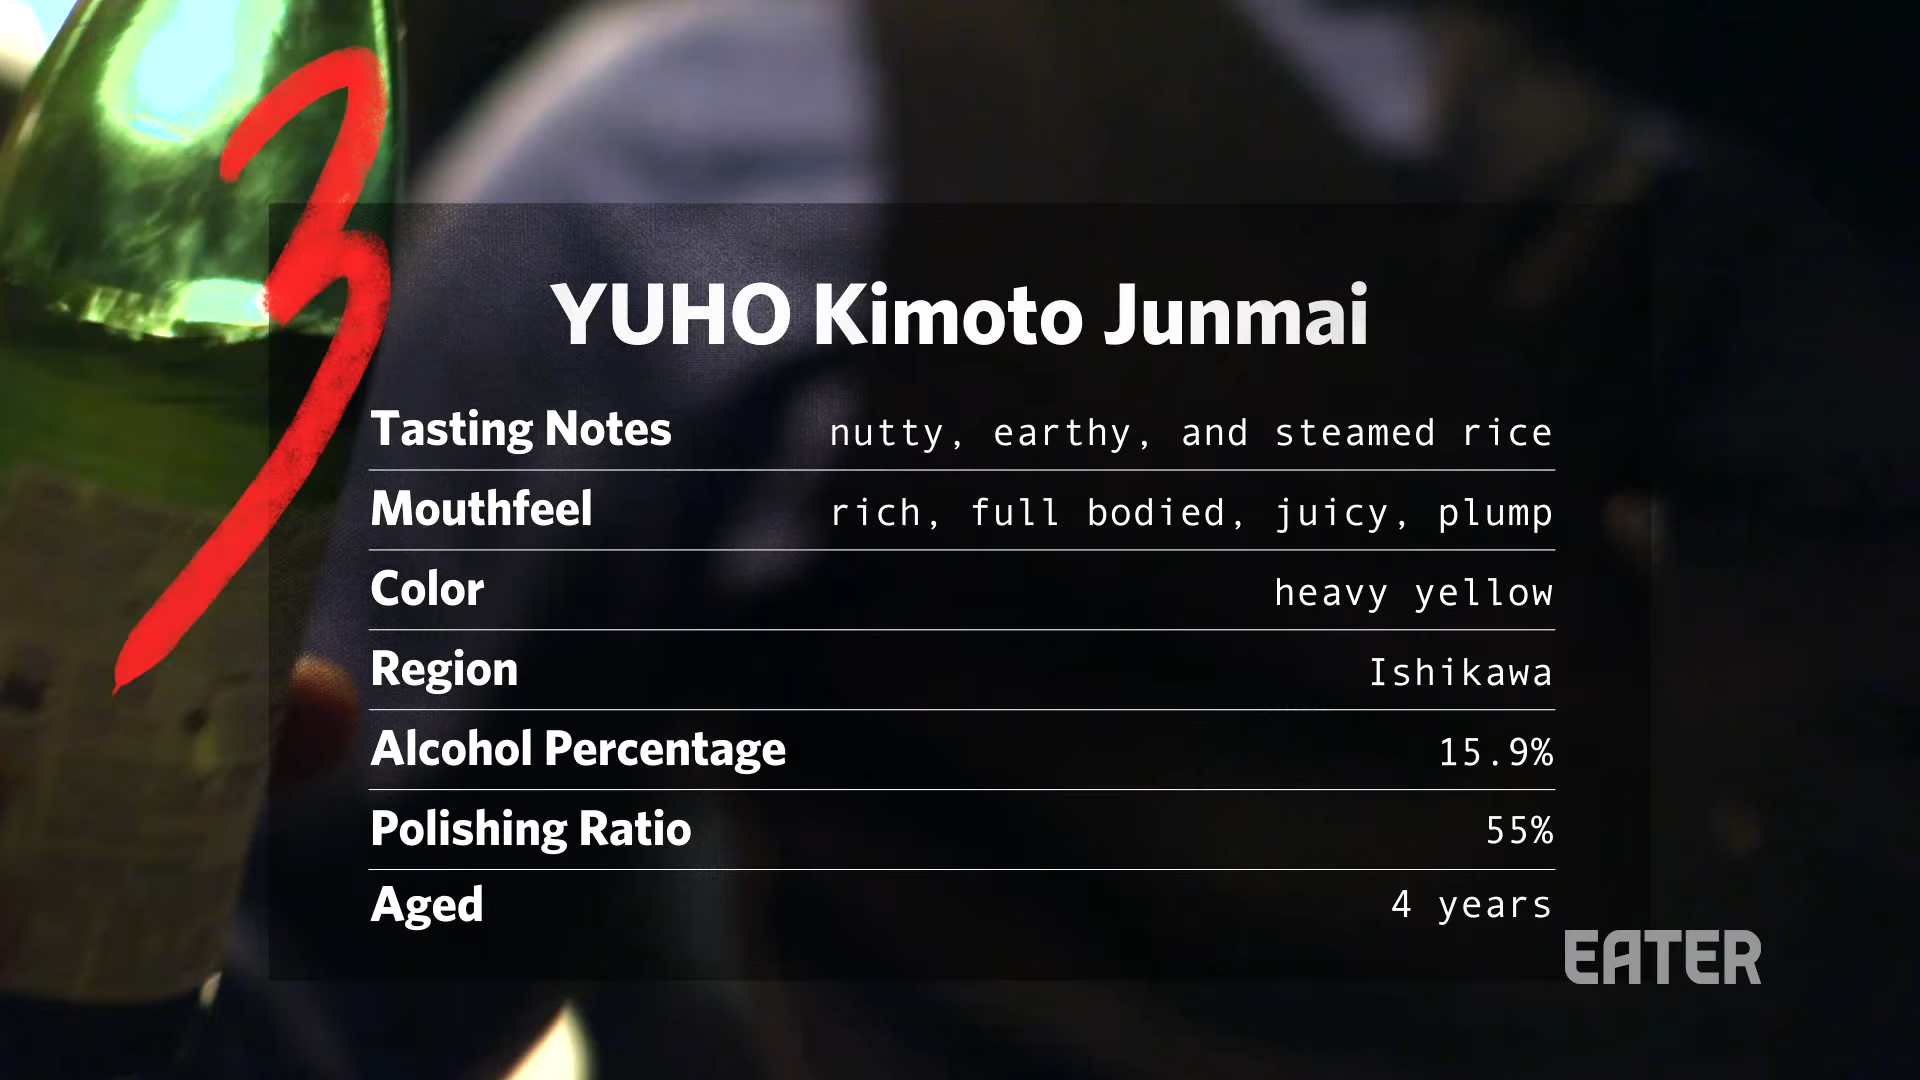 3
YUHO Kimoto Junmai
Tasting Notes nutty, earthy, and steamed rice
Mouthfeel rich, full bodied, juicy, plump
Color heavy yellow
Region Ishikawa
Alcohol Percentage 15.9%
Polishing Ratio 55%
Aged 4 years
EATER